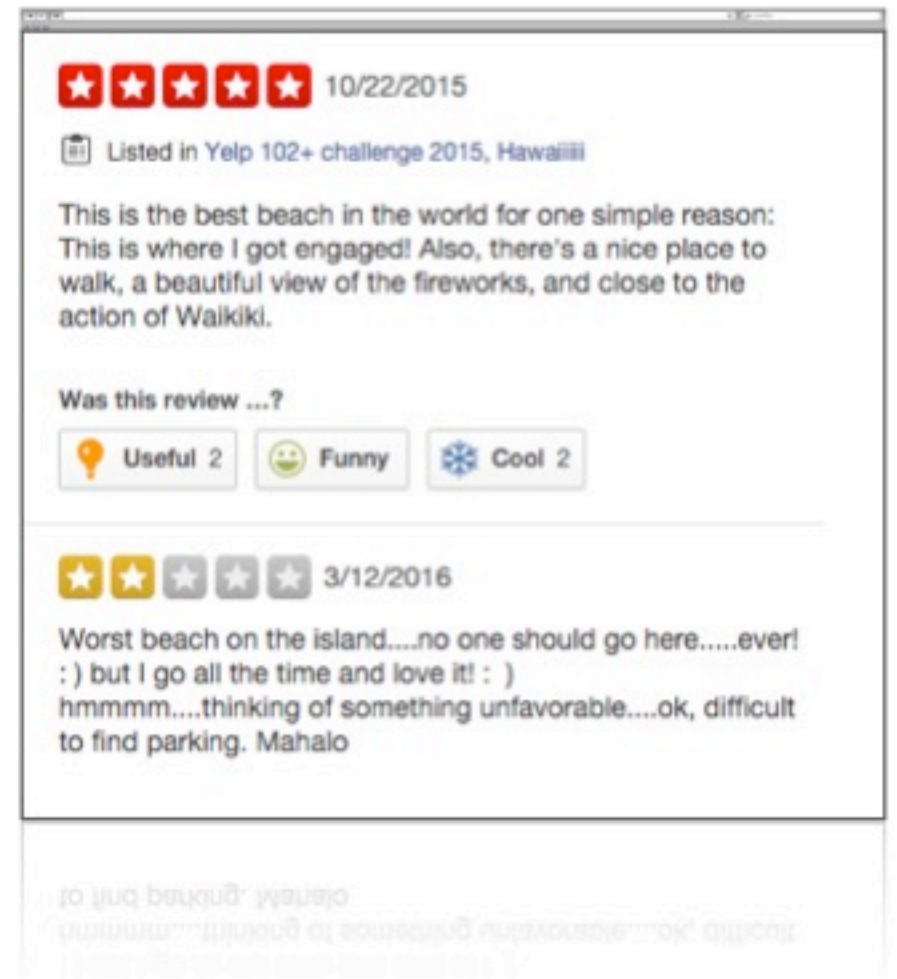 10/22/2015
Listed in Yelp 102+ challenge 2015, Hawaiiiii
This is the best beach in the world for one simple reason:
This is where I got engaged! Also, there's a nice place to
walk, a beautiful view of the fireworks, and close to the
action of Waikiki.
Was this review ...?
Useful 2 Funny Cool 2
3/12/2016
Worst beach on the island....no one should go here.....ever!
: ) but I go all the time and love it! : )
hmmmm....thinking of something unfavorable....ok, difficult
to find parking. Mahalo